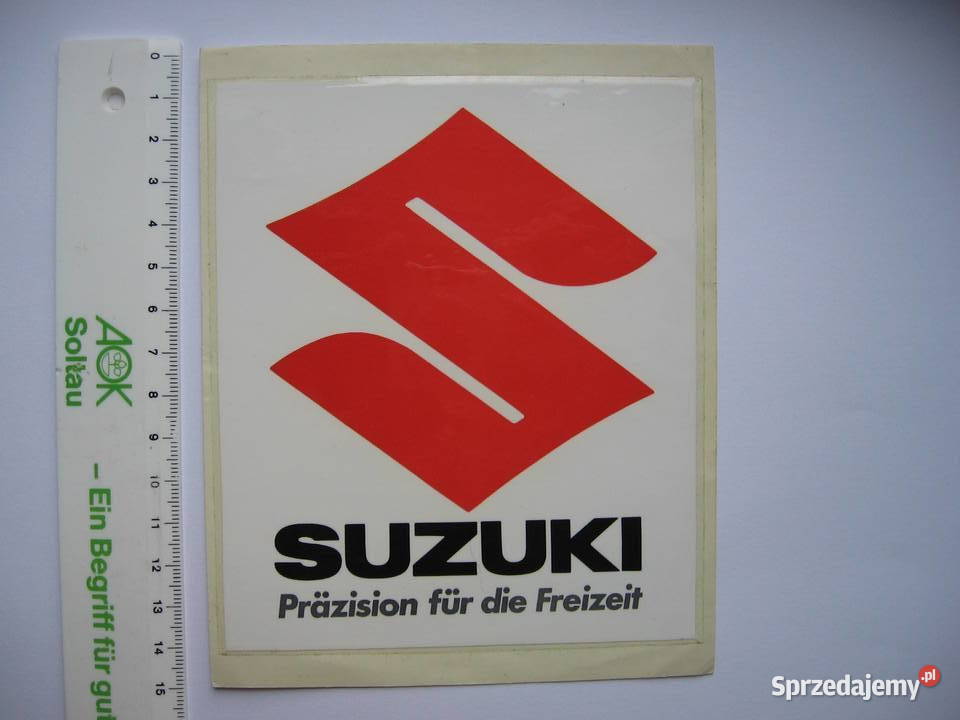 0
1
2
3
4
5
6
7
8
9
10
11
12
13
14
15
AOK
Soltau
– Ein Begriff für gut
SUZUKI
Präzision für die Freizeit
Sprzedajemy.pl